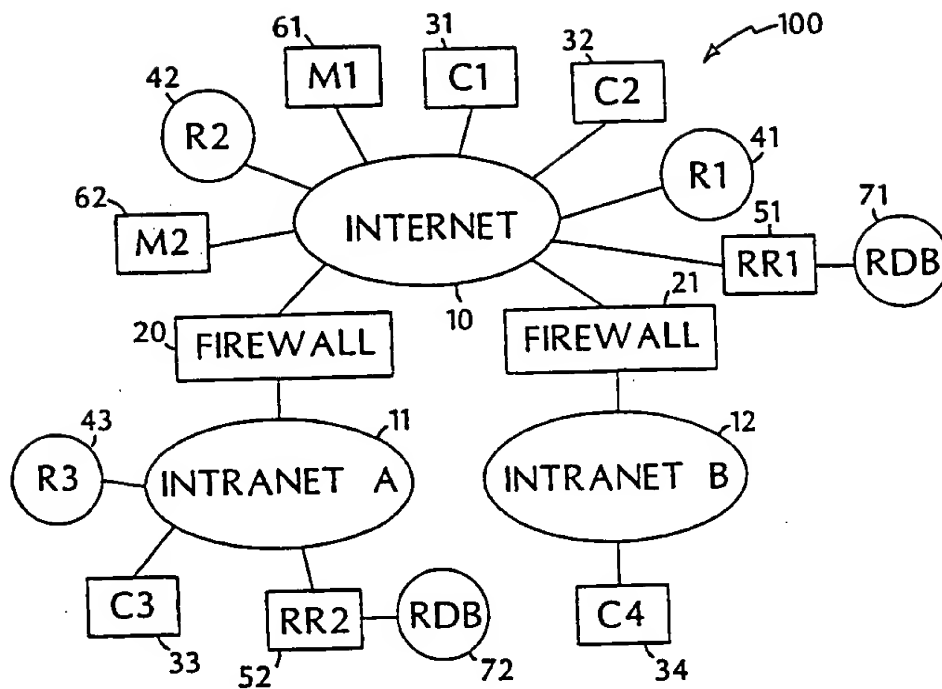 61
31
32
100
42
M1
C1
C2
R2
41
R1
62
INTERNET
51
71
M2
RR1
RDB
10
21
20
FIREWALL
FIREWALL
43
11
12
R3
INTRANET A
INTRANET B
C3
RR2
RDB
C4
33
52
72
34